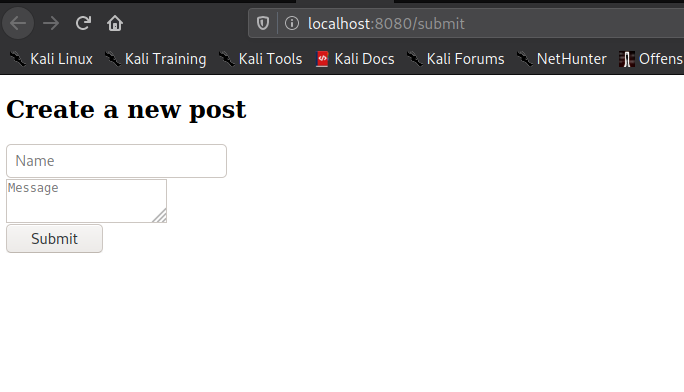 localhost:8080/submit
Kali Linux Kali Training Kali Tools Kali Docs Kali Forums NetHunter Offens
Create a new post
Name
Message
Submit